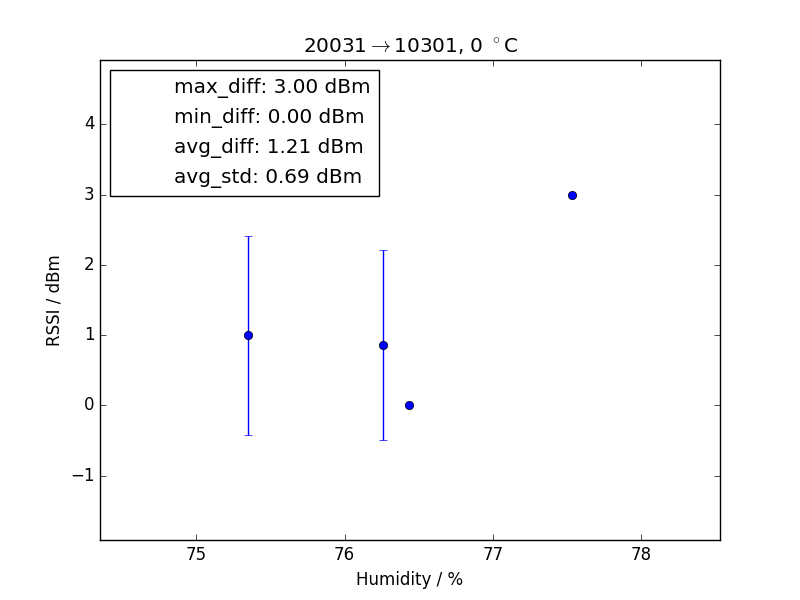 20031→10301, 0 °C
max_diff: 3.00 dBm
min_diff: 0.00 dBm
avg_diff: 1.21 dBm
avg_std: 0.69 dBm
4
3
2
1
0
−1
RSSI / dBm
75 76 77 78
Humidity / %